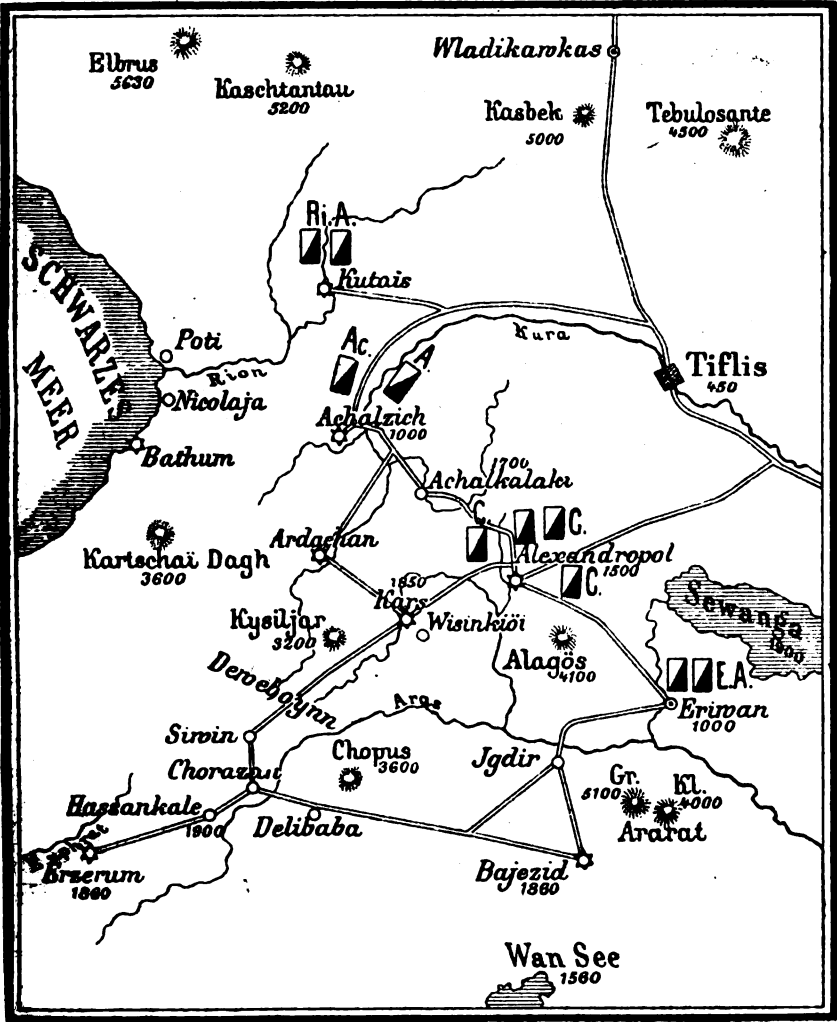 Elbrus
5630
Kaschtantau
5200
Wladikawkas
Kasbek
5000
Tebulosante
4500
SCHWARZES
MEER
Ri.A.
Kutais
Poti
Rion
Nicolaja
Bathum
Ac.
A.
Kura
Tiflis
450
Achalzich
1000
1700
Achalkalaki
Kartschaï Dagh
3600
Ardachan
C.
C.
Alexandropol
1500
C.
1850
Kars
Wisinkiöi
Kysiljar
3200
Alagös
4100
Sewanga
E.A.
Eriwan
1000
Deweboynn
Aras
Siwin
Chorazan
Chopus
3600
Jgdir
Gr.
5100
Kl.
4000
Ararat
Hassankale
1900
Delibaba
Erzerum
1860
Bajezid
1860
Wan See
1560